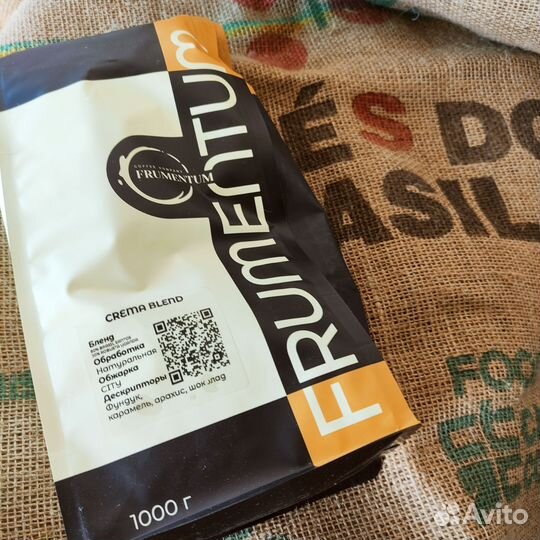 FRUMENTUM
COFFEE COMPANY
FRUMENTUM
CREMA BLEND
Бленд
Обработка
Натуральная
Обжарка
CITY
Дескрипторы
Фундук,
карамель, арахис, шоколад
1000 г
ÉS DO
ASIL
Avito